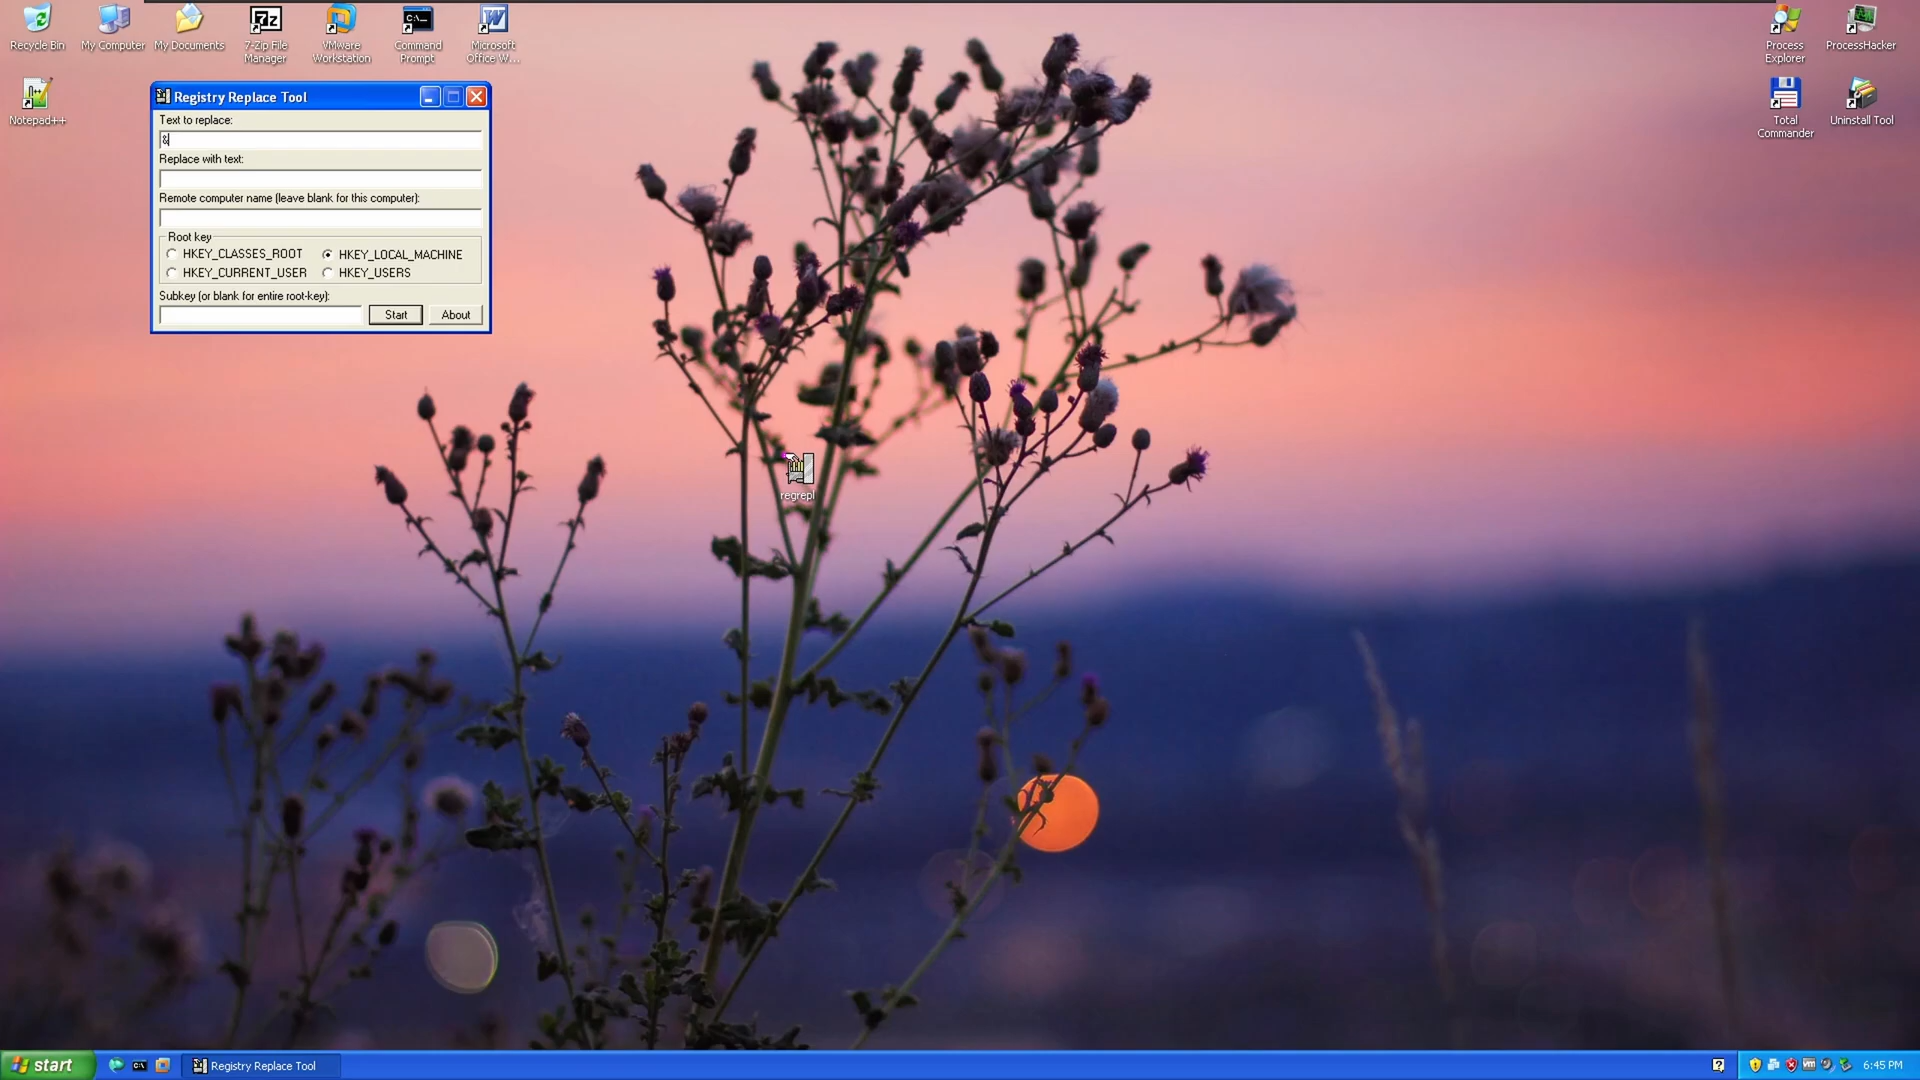 Recycle Bin
My Computer
My Documents
7-Zip File
Manager
VMware
Workstation
Command
Prompt
Microsoft
Office W...
Process
Explorer
ProcessHacker
Notepad++
Total
Commander
Uninstall Tool
Registry Replace Tool
Text to replace:
&
Replace with text:
Remote computer name (leave blank for this computer):
Root key
HKEY_CLASSES_ROOT
HKEY_LOCAL_MACHINE
HKEY_CURRENT_USER
HKEY_USERS
Subkey (or blank for entire root-key):
Start
About
regrepl
start
Registry Replace Tool
6:45 PM